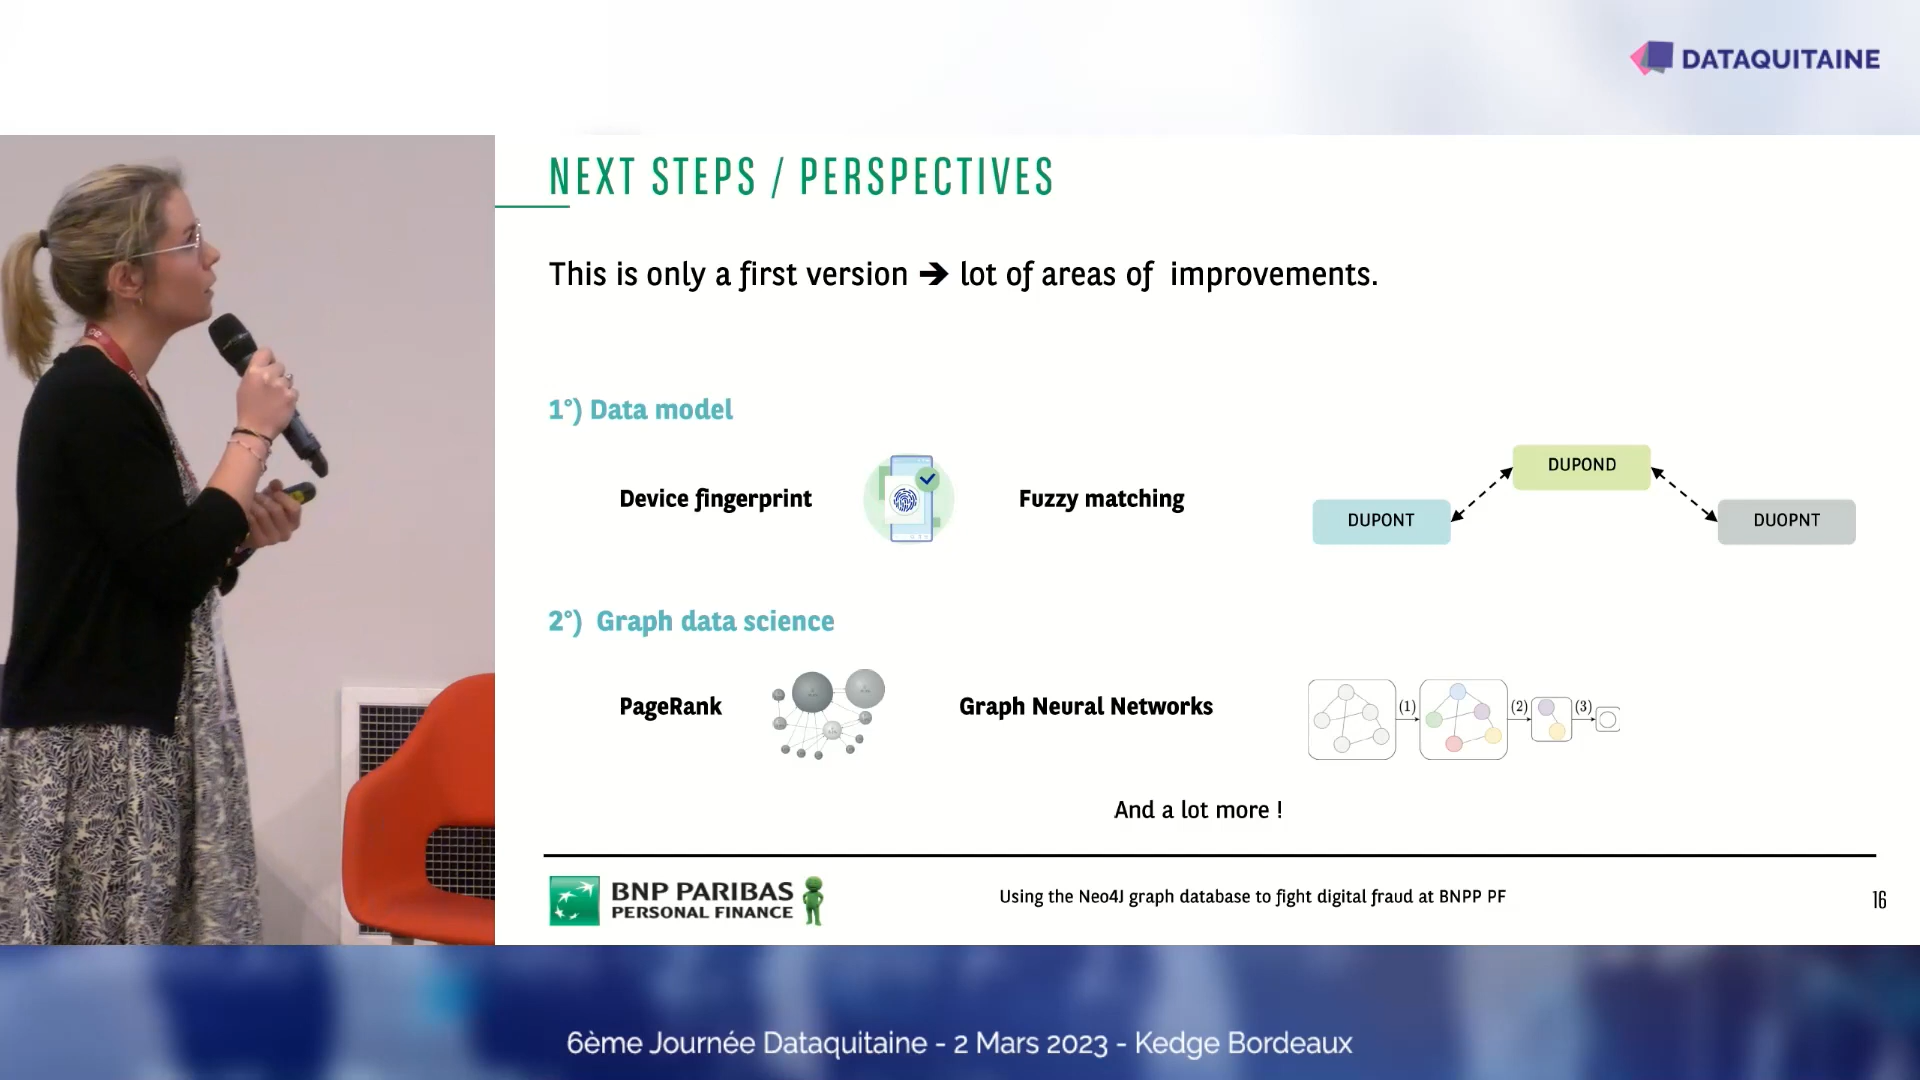 DATAQUITAINE
NEXT STEPS / PERSPECTIVES
This is only a first version ➔ lot of areas of improvements.
1°) Data model
Device fingerprint
Fuzzy matching
DUPONT
DUPOND
DUOPNT
2°) Graph data science
PageRank
Graph Neural Networks
(1)
(2)
(3)
And a lot more !
BNP PARIBAS
PERSONAL FINANCE
Using the Neo4J graph database to fight digital fraud at BNPP PF
16
6ème Journée Dataquitaine - 2 Mars 2023 - Kedge Bordeaux